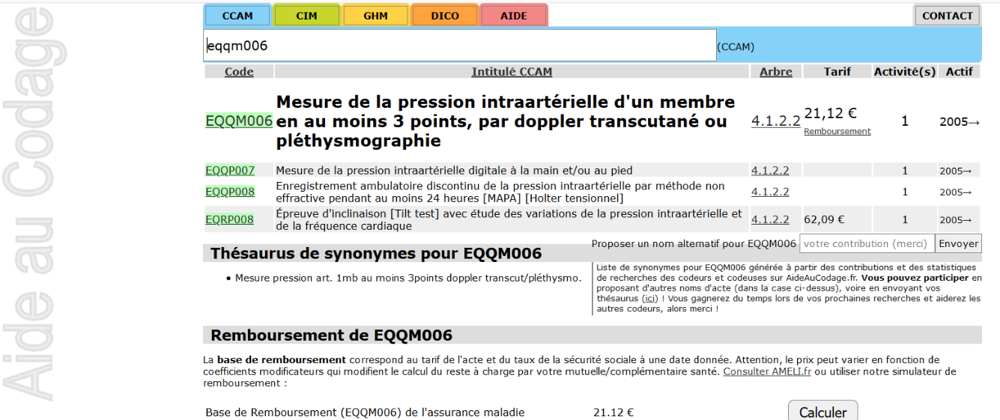 Aide au Codage
CCAM CIM GHM DICO AIDE CONTACT
eqqm006 (CCAM)
Code Intitulé CCAM Arbre Tarif Activité(s) Actif
Mesure de la pression intraartérielle d'un membre
EQQM006 en au moins 3 points, par doppler transcutané ou 4.1.2.2 21,12 € 1 2005→
pléthysmographie Remboursement
EQQP007 Mesure de la pression intraartérielle digitale à la main et/ou au pied 4.1.2.2 1 2005→
Enregistrement ambulatoire discontinu de la pression intraartérielle par méthode non
EQQP008 effractive pendant au moins 24 heures [MAPA] [Holter tensionnel] 4.1.2.2 1 2005→
Épreuve d'inclinaison [Tilt test] avec étude des variations de la pression intraartérielle et
EQRP008 de la fréquence cardiaque 4.1.2.2 62,09 € 1 2005→
Proposer un nom alternatif pour EQQM006 votre contribution (merci) Envoyer
Thésaurus de synonymes pour EQQM006
• Mesure pression art. 1mb au moins 3points doppler transcut/pléthysmo.
Liste de synonymes pour EQQM006 générée à partir des contributions et des statistiques
de recherches des codeurs et codeuses sur AideAuCodage.fr. Vous pouvez participer en
proposant d'autres noms d'acte (dans la case ci-dessus), voire en envoyant vos
thésaurus (ici) ! Vous gagnerez du temps lors de vos prochaines recherches et aiderez les
autres codeurs, alors merci !
Remboursement de EQQM006
La base de remboursement correspond au tarif de l'acte et du taux de la sécurité sociale à une date donnée. Attention, le prix peut varier en fonction de
coefficients modificateurs qui modifient le calcul du reste à charge par votre mutuelle/complémentaire santé. Consulter AMELI.fr ou utiliser notre simulateur de
remboursement :
Base de Remboursement (EQQM006) de l'assurance maladie 21.12 € Calculer